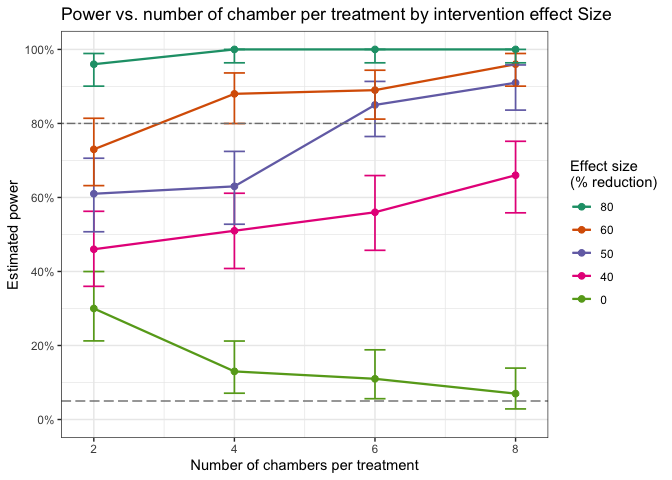 Power vs. number of chamber per treatment by intervention effect Size
100%
80%
60%
40%
20%
0%
Estimated power
2 4 6 8
Number of chambers per treatment
Effect size
(% reduction)
80
60
50
40
0